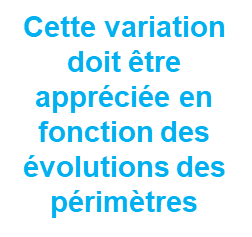 Cette variation
doit être
appréciée en
fonction des
évolutions des
périmètres